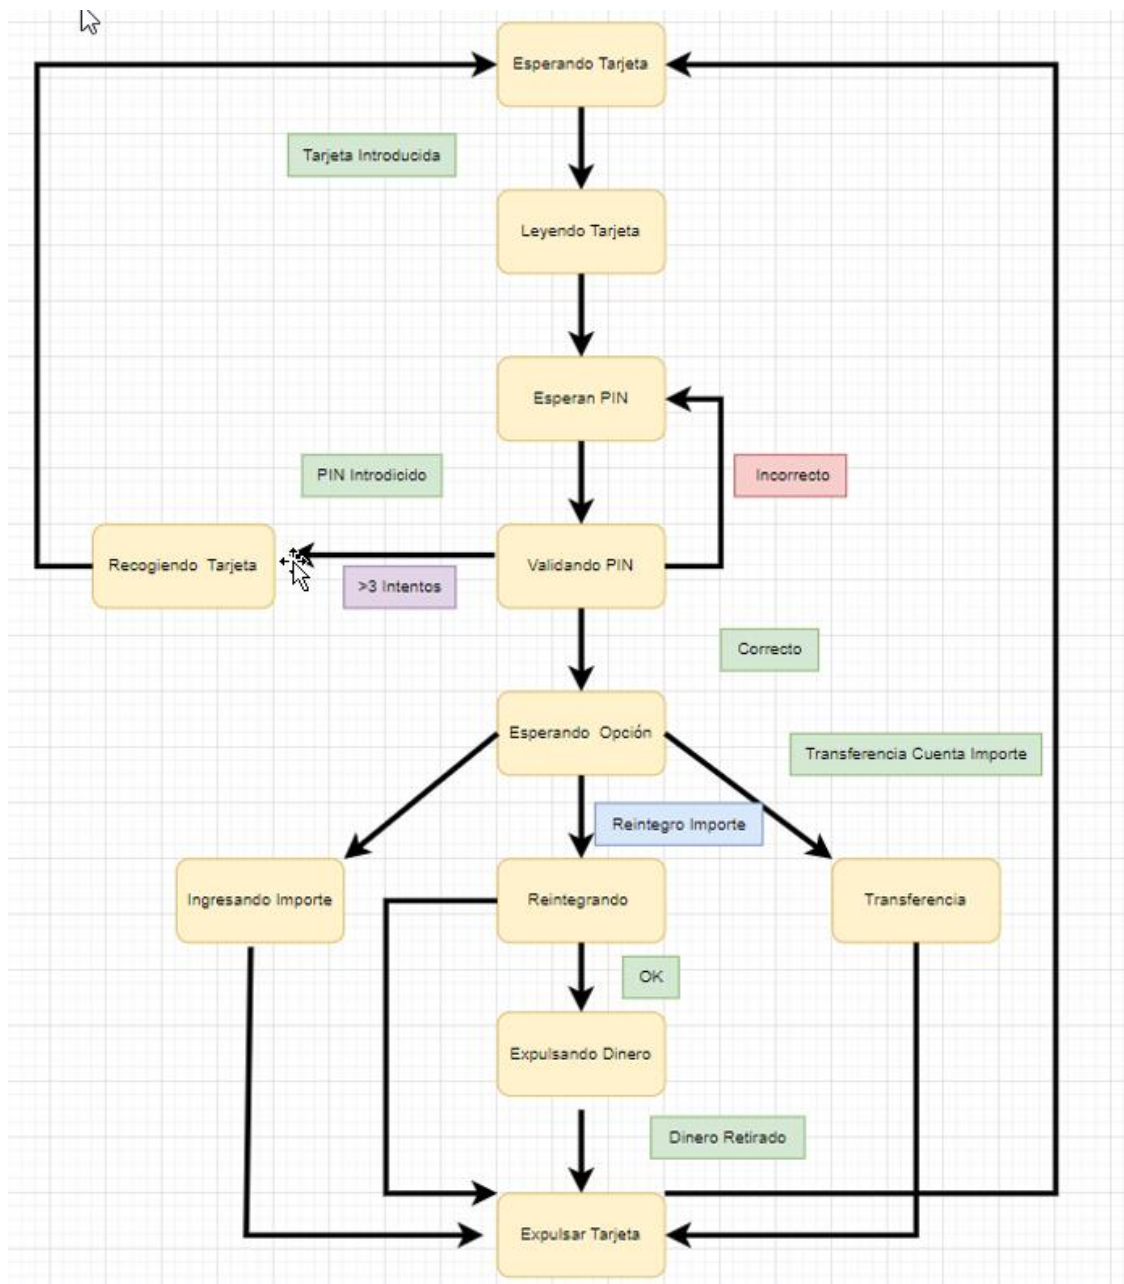 Esperando Tarjeta
Tarjeta Introducida
Leyendo Tarjeta
Esperan PIN
PIN Introdicido
Incorrecto
Recogiendo Tarjeta
>3 Intentos
Validando PIN
Correcto
Esperando Opción
Transferencia Cuenta Importe
Reintegro Importe
Ingresando Importe
Reintegrando
Transferencia
OK
Expulsando Dinero
Dinero Retirado
Expulsar Tarjeta